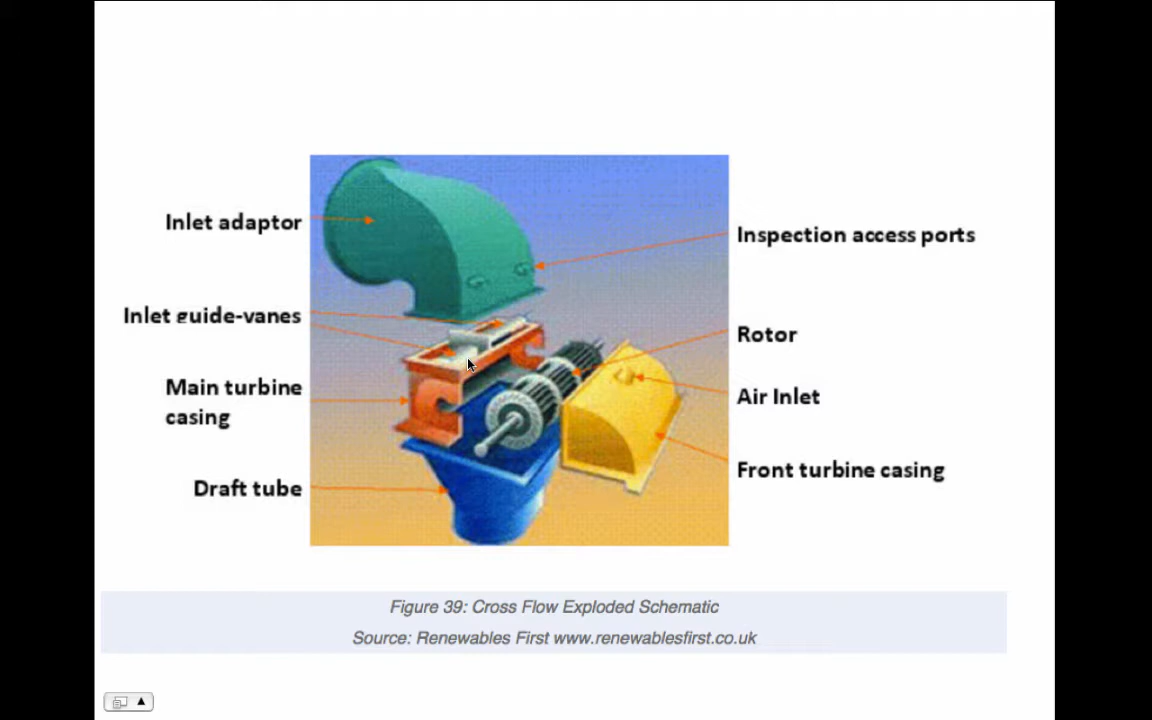 Inlet adaptor
Inlet guide-vanes
Main turbine
casing
Draft tube
Inspection access ports
Rotor
Air Inlet
Front turbine casing
Figure 39: Cross Flow Exploded Schematic
Source: Renewables First www.renewablesfirst.co.uk